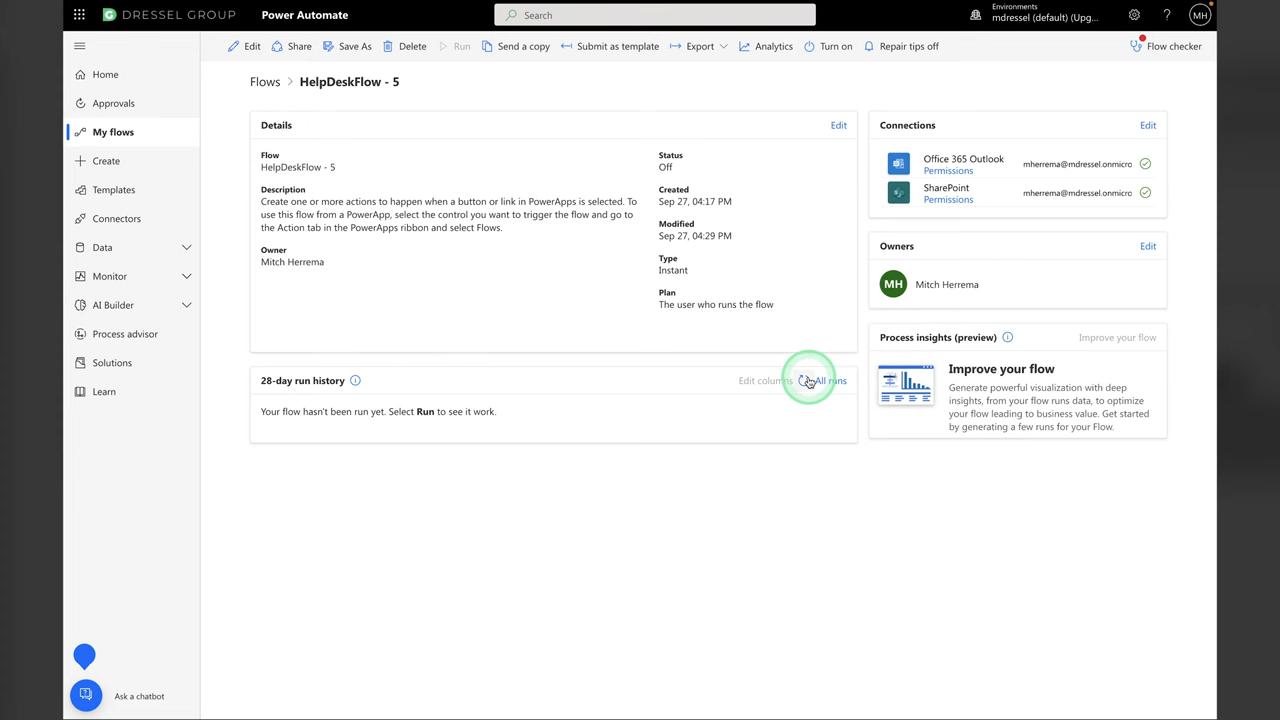 DRESSEL GROUP
Power Automate
Search
Environments
mdressel (default) (Upg...
MH
Edit
Share
Save As
Delete
Run
Send a copy
Submit as template
Export
Analytics
Turn on
Repair tips off
Flow checker
Home
Approvals
My flows
Create
Templates
Connectors
Data
Monitor
AI Builder
Process advisor
Solutions
Learn
Ask a chatbot
Flows > HelpDeskFlow - 5
Details
Edit
Flow
HelpDeskFlow - 5
Description
Create one or more actions to happen when a button or link in PowerApps is selected. To
use this flow from a PowerApp, select the control you want to trigger the flow and go to
the Action tab in the PowerApps ribbon and select Flows.
Owner
Mitch Herrema
Status
Off
Created
Sep 27, 04:17 PM
Modified
Sep 27, 04:29 PM
Type
Instant
Plan
The user who runs the flow
28-day run history
Edit columns
All runs
Your flow hasn't been run yet. Select Run to see it work.
Connections
Edit
Office 365 Outlook
Permissions
mherrema@mdressel.onmicro
SharePoint
Permissions
mherrema@mdressel.onmicro
Owners
Edit
MH
Mitch Herrema
Process insights (preview)
Improve your flow
Improve your flow
Generate powerful visualization with deep
insights, from your flow runs data, to optimize
your flow leading to business value. Get started
by generating a few runs for your Flow.